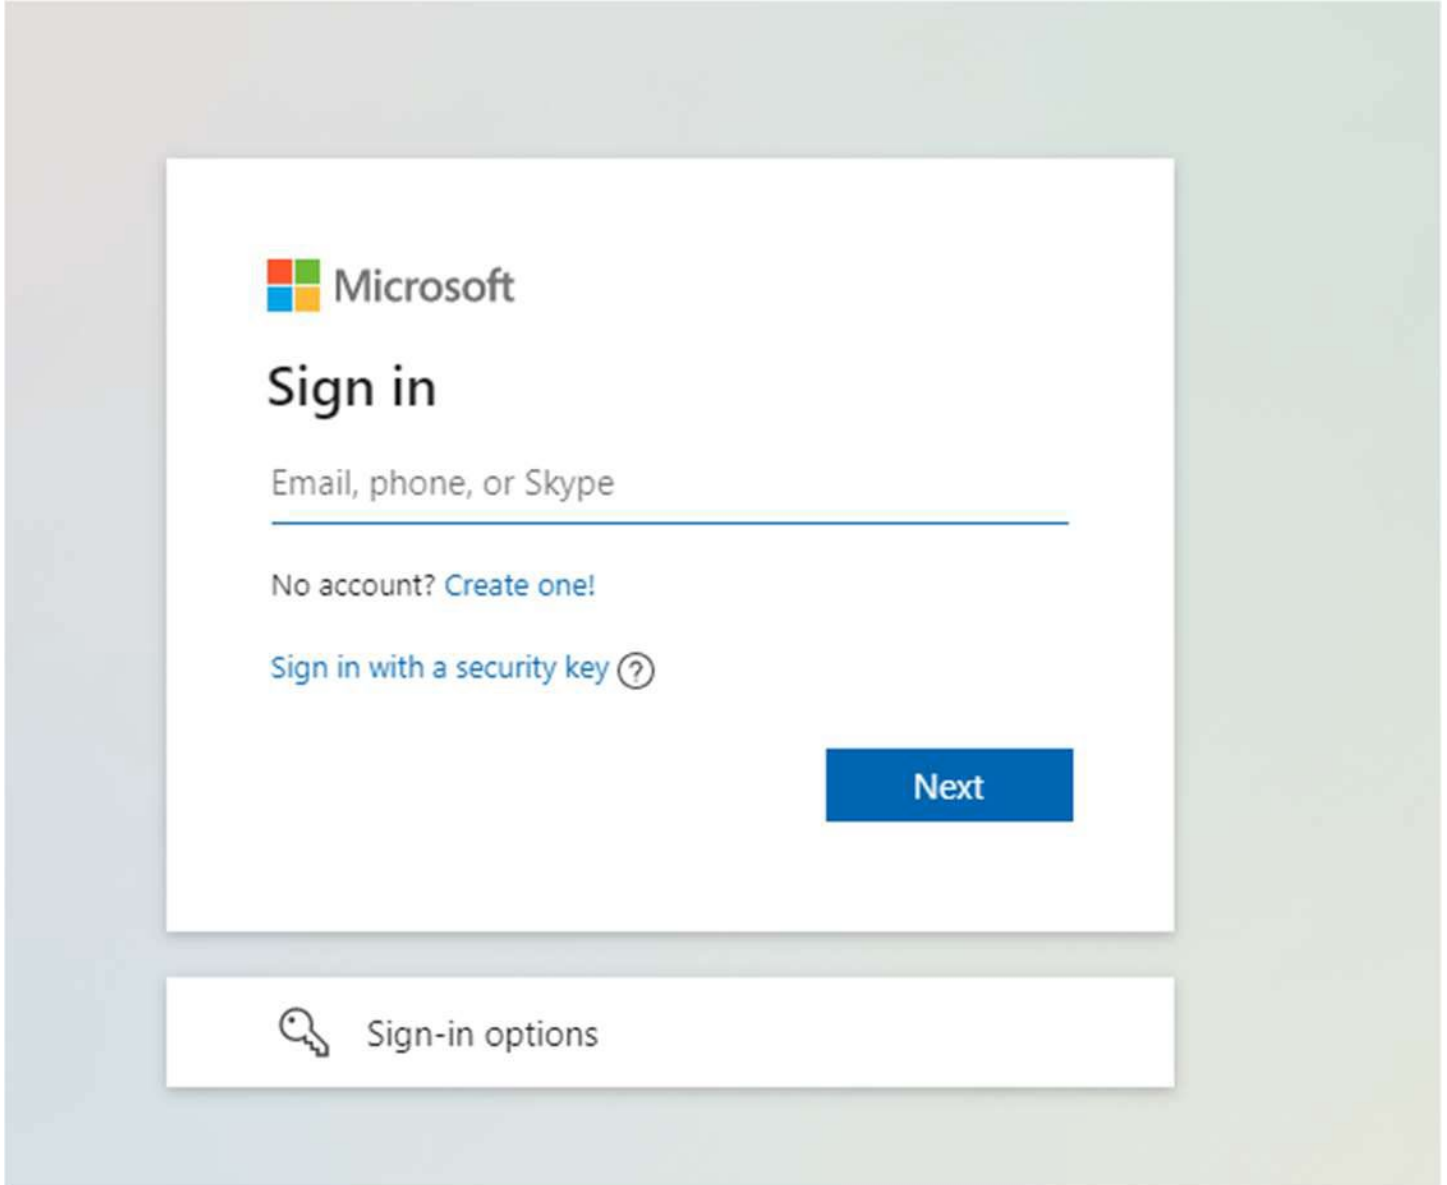 Microsoft
Sign in
Email, phone, or Skype
No account? Create one!
Sign in with a security key ?
Next
Sign-in options